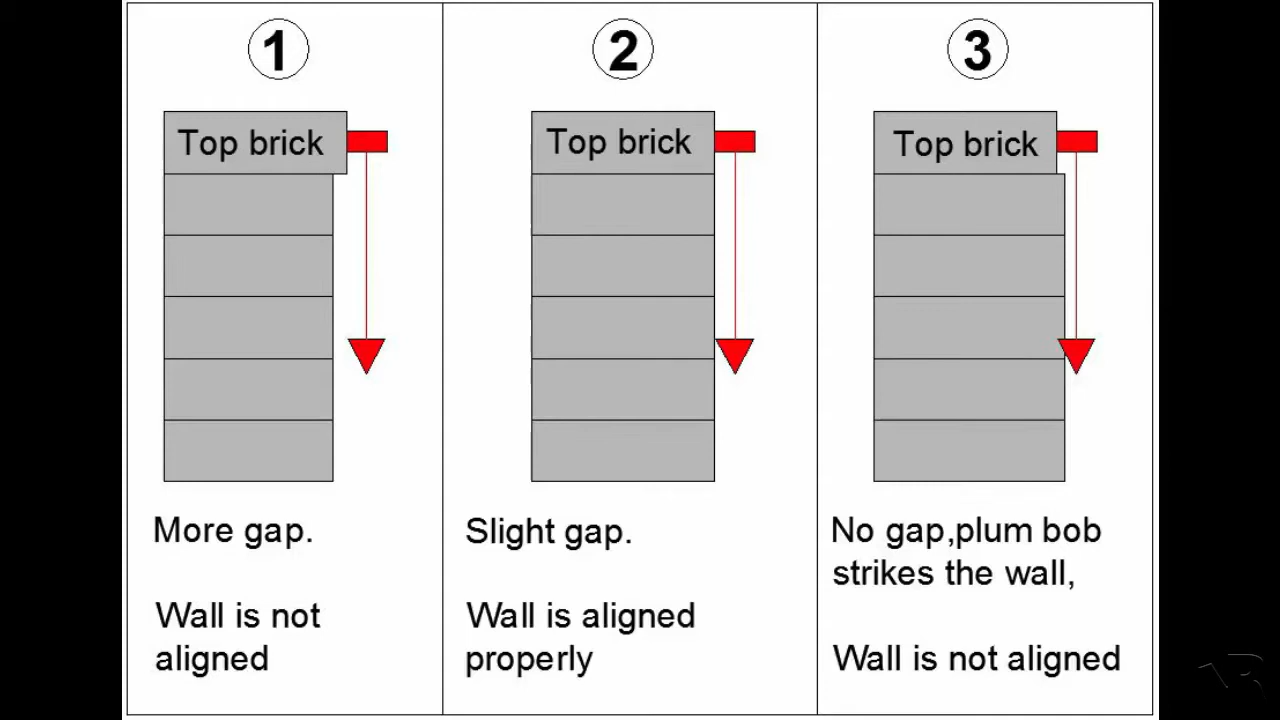 1
Top brick
More gap.
Wall is not
aligned
2
Top brick
Slight gap.
Wall is aligned
properly
3
Top brick
No gap,plum bob
strikes the wall,
Wall is not aligned